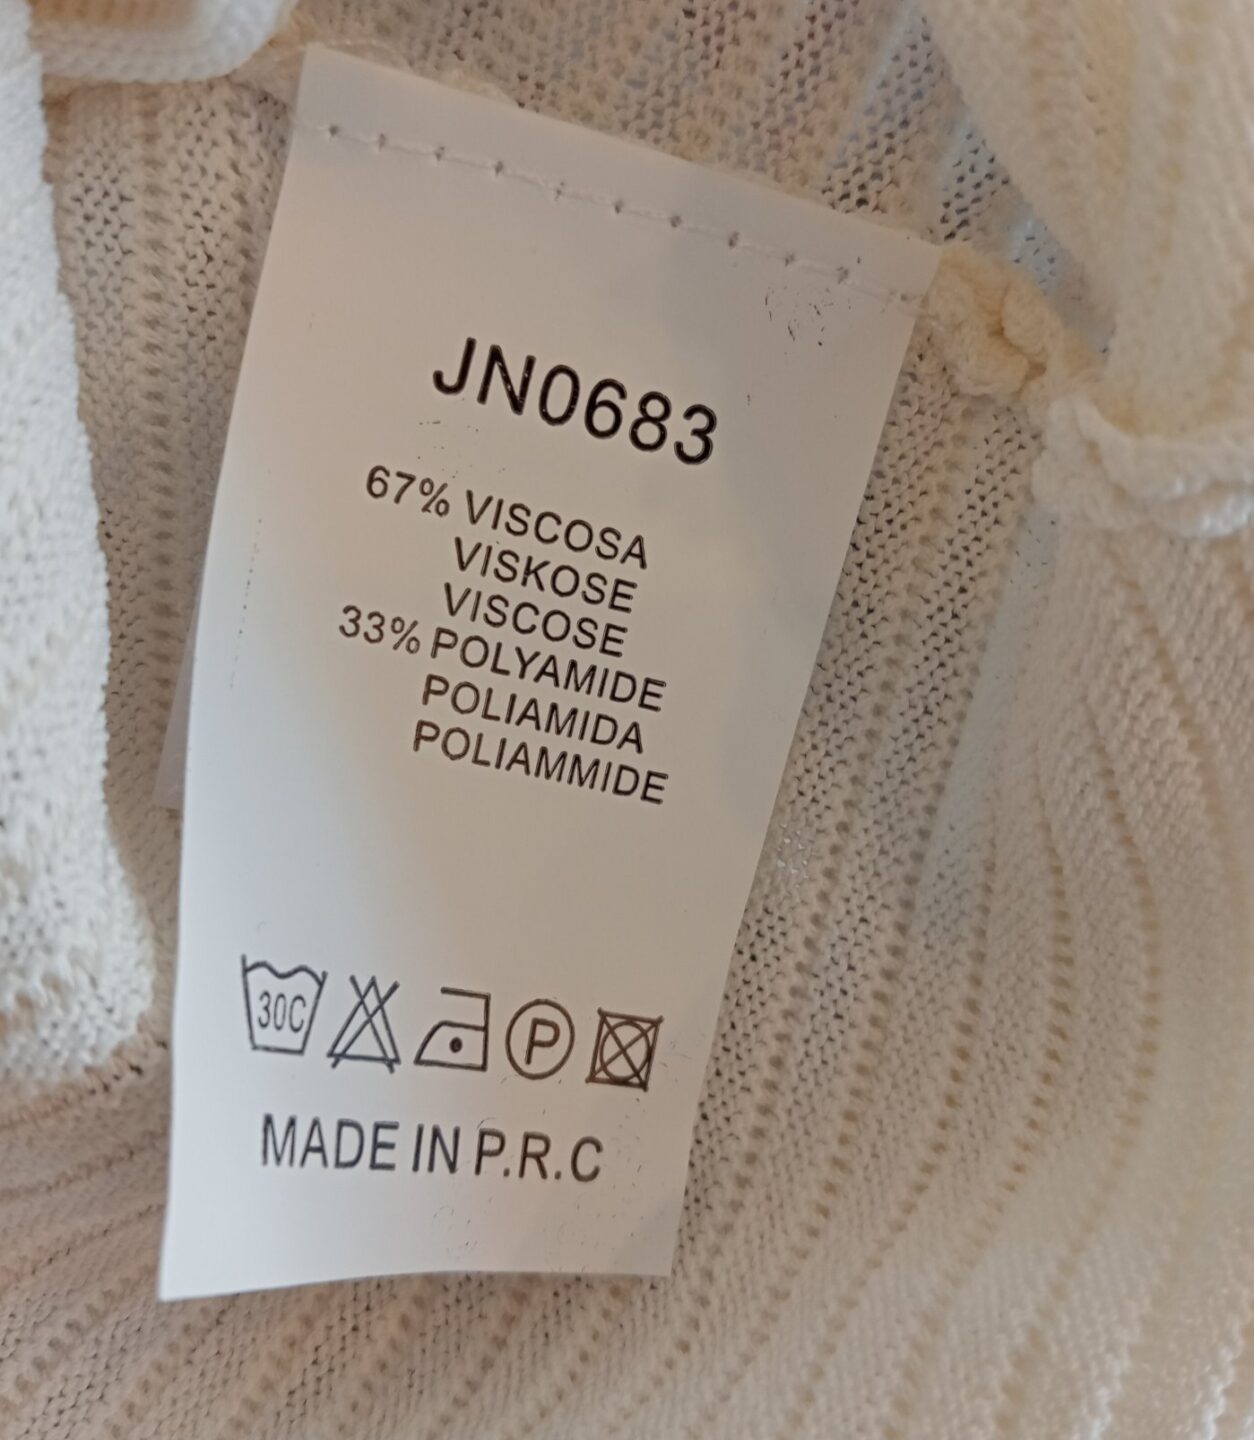 JN0683
67% VISCOSA
VISKOSE
VISCOSE
33% POLYAMIDE
POLIAMIDA
POLIAMMIDE
30C
P
MADE IN P.R.C